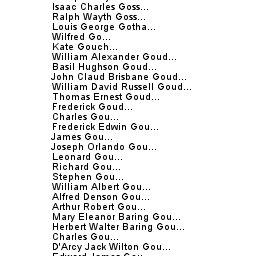 Isaac Charles Goss...
Ralph Wayth Goss...
Louis George Gotha...
Wilfred Go...
Kate Gouch...
William Alexander Goud...
Basil Hughson Goud...
John Claud Brisbane Goud...
William David Russell Goud...
Thomas Ernest Goud...
Frederick Goud...
Charles Gou...
Frederick Edwin Gou...
James Gou...
Joseph Orlando Gou...
Leonard Gou...
Richard Gou...
Stephen Gou...
William Albert Gou...
Alfred Denson Gou...
Arthur Robert Gou...
Mary Eleanor Baring Gou...
Herbert Walter Baring Gou...
Charles Gou...
D'Arcy Jack Wilton Gou...
Edward James Gou...